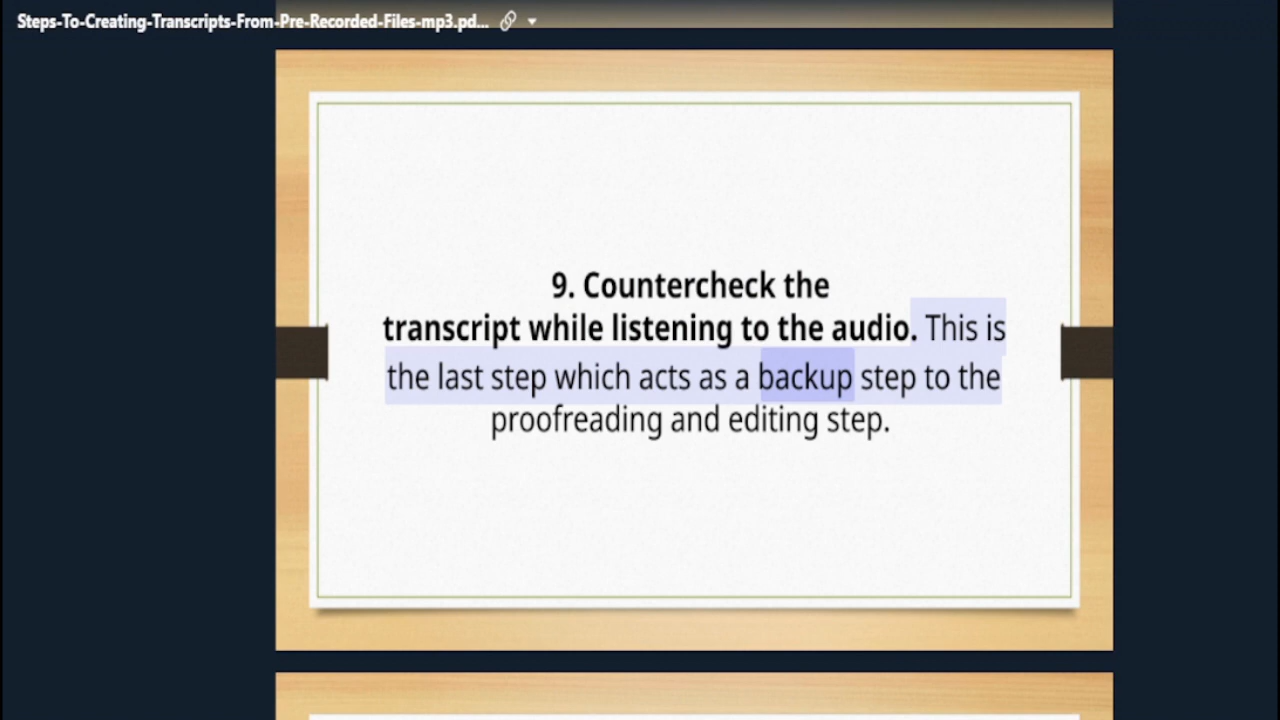 Steps-To-Creating-Transcripts-From-Pre-Recorded-Files-mp3.pd...
9. Countercheck the
transcript while listening to the audio. This is
the last step which acts as a backup step to the
proofreading and editing step.